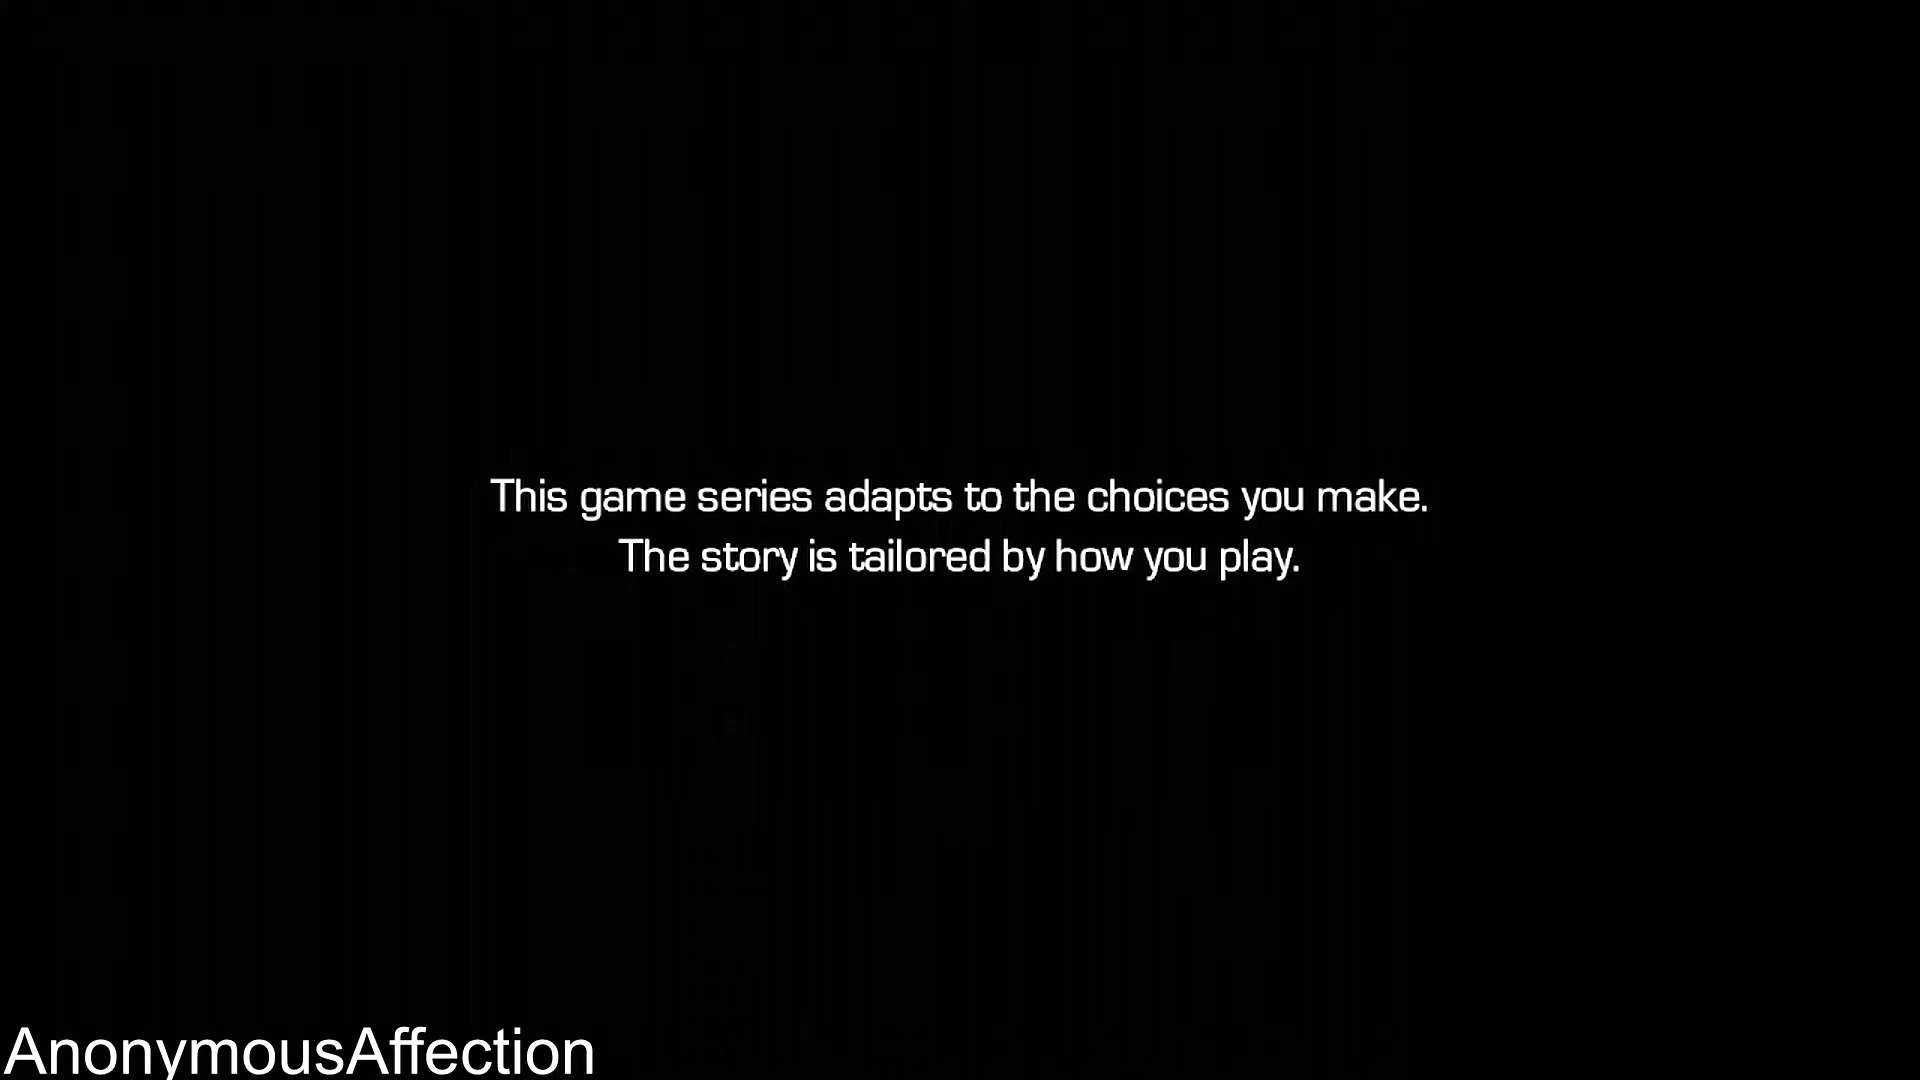 This game series adapts to the choices you make.
The story is tailored by how you play.
AnonymousAffection